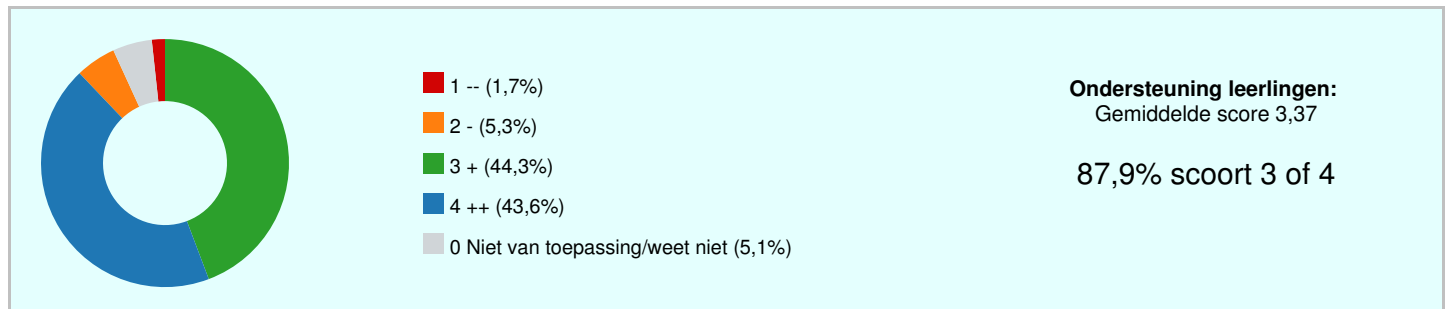 1 -- (1,7%)
2 - (5,3%)
3 + (44,3%)
4 ++ (43,6%)
0 Niet van toepassing/weet niet (5,1%)
Ondersteuning leerlingen:
Gemiddelde score 3,37
87,9% scoort 3 of 4